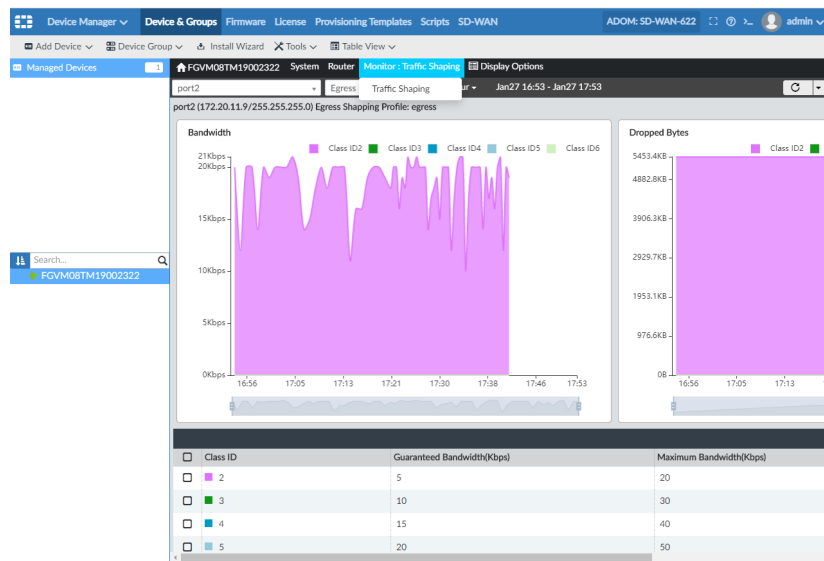 Device Manager Device & Groups Firmware License Provisioning Templates Scripts SD-WAN ADOM: SD-WAN-622 admin
Add Device Device Group Install Wizard Tools Table View
Managed Devices 1
FGVM08TM19002322 System Router Monitor : Traffic Shaping Display Options
port2 Egress ur Jan27 16:53 - Jan27 17:53
Traffic Shaping
port2 (172.20.11.9/255.255.255.0) Egress Shapping Profile: egress
Bandwidth
Class ID2 Class ID3 Class ID4 Class ID5 Class ID6
21Kbps
20Kbps
15Kbps
10Kbps
5Kbps
0Kbps
16:56 17:05 17:13 17:21 17:30 17:38 17:46 17:53
Dropped Bytes
Class ID2
5453.4KB
4882.8KB
3906.3KB
2929.7KB
1953.1KB
976.6KB
0B
16:56 17:05 17:13
Search...
FGVM08TM19002322
Class ID Guaranteed Bandwidth(Kbps) Maximum Bandwidth(Kbps)
2 5 20
3 10 30
4 15 40
5 20 50